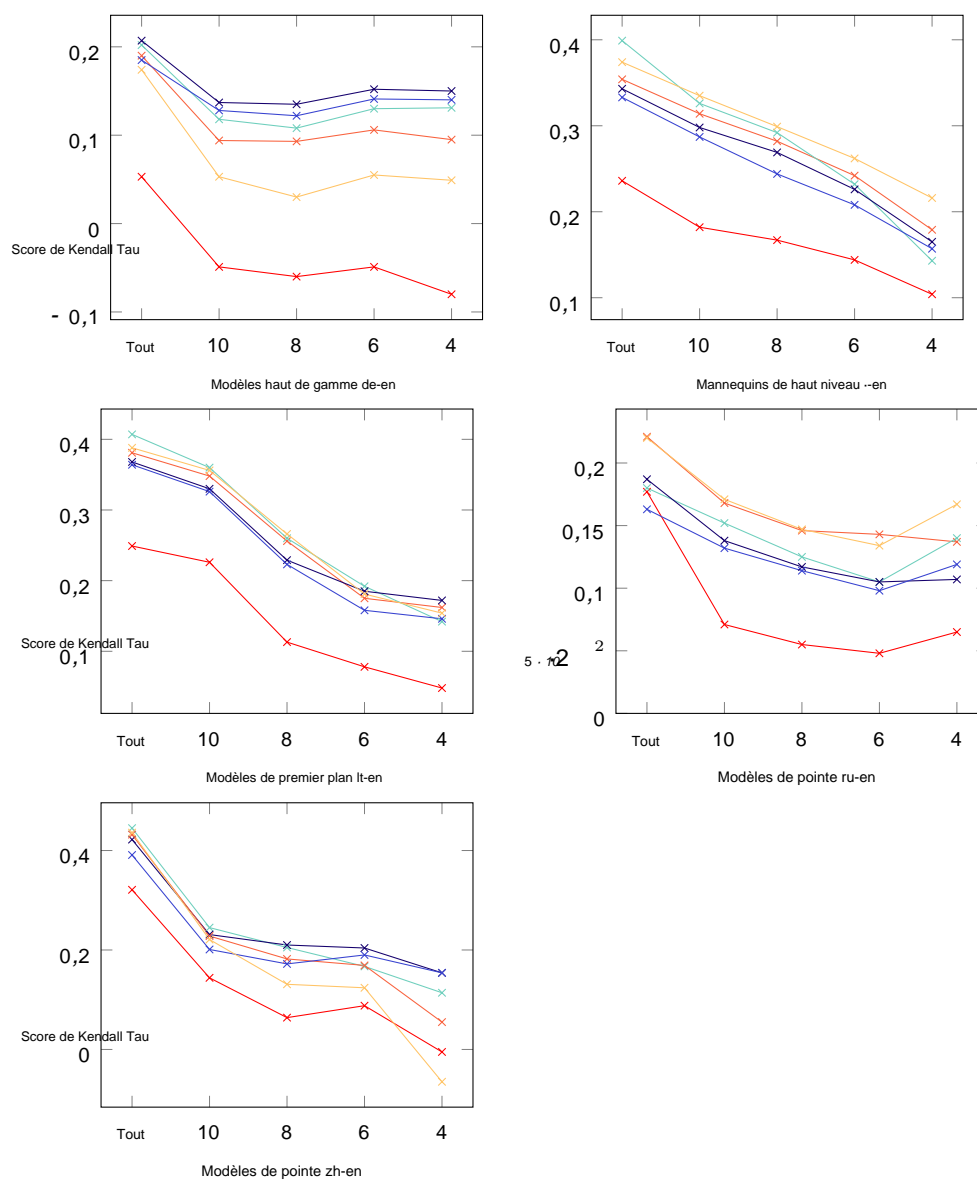 0,2
0,1
0
Score de Kendall Tau
- 0,1
Tout 10 8 6 4
Modèles haut de gamme de-en
0,4
0,3
0,2
0,1
Tout 10 8 6 4
Mannequins de haut niveau --en
0,4
0,3
0,2
Score de Kendall Tau
0,1
Tout 10 8 6 4
Modèles de premier plan lt-en
0,2
0,15
0,1
2
5 ·
0
Tout 10 8 6 4
Modèles de pointe ru-en
0,4
0,2
Score de Kendall Tau
0
Tout 10 8 6 4
Modèles de pointe zh-en